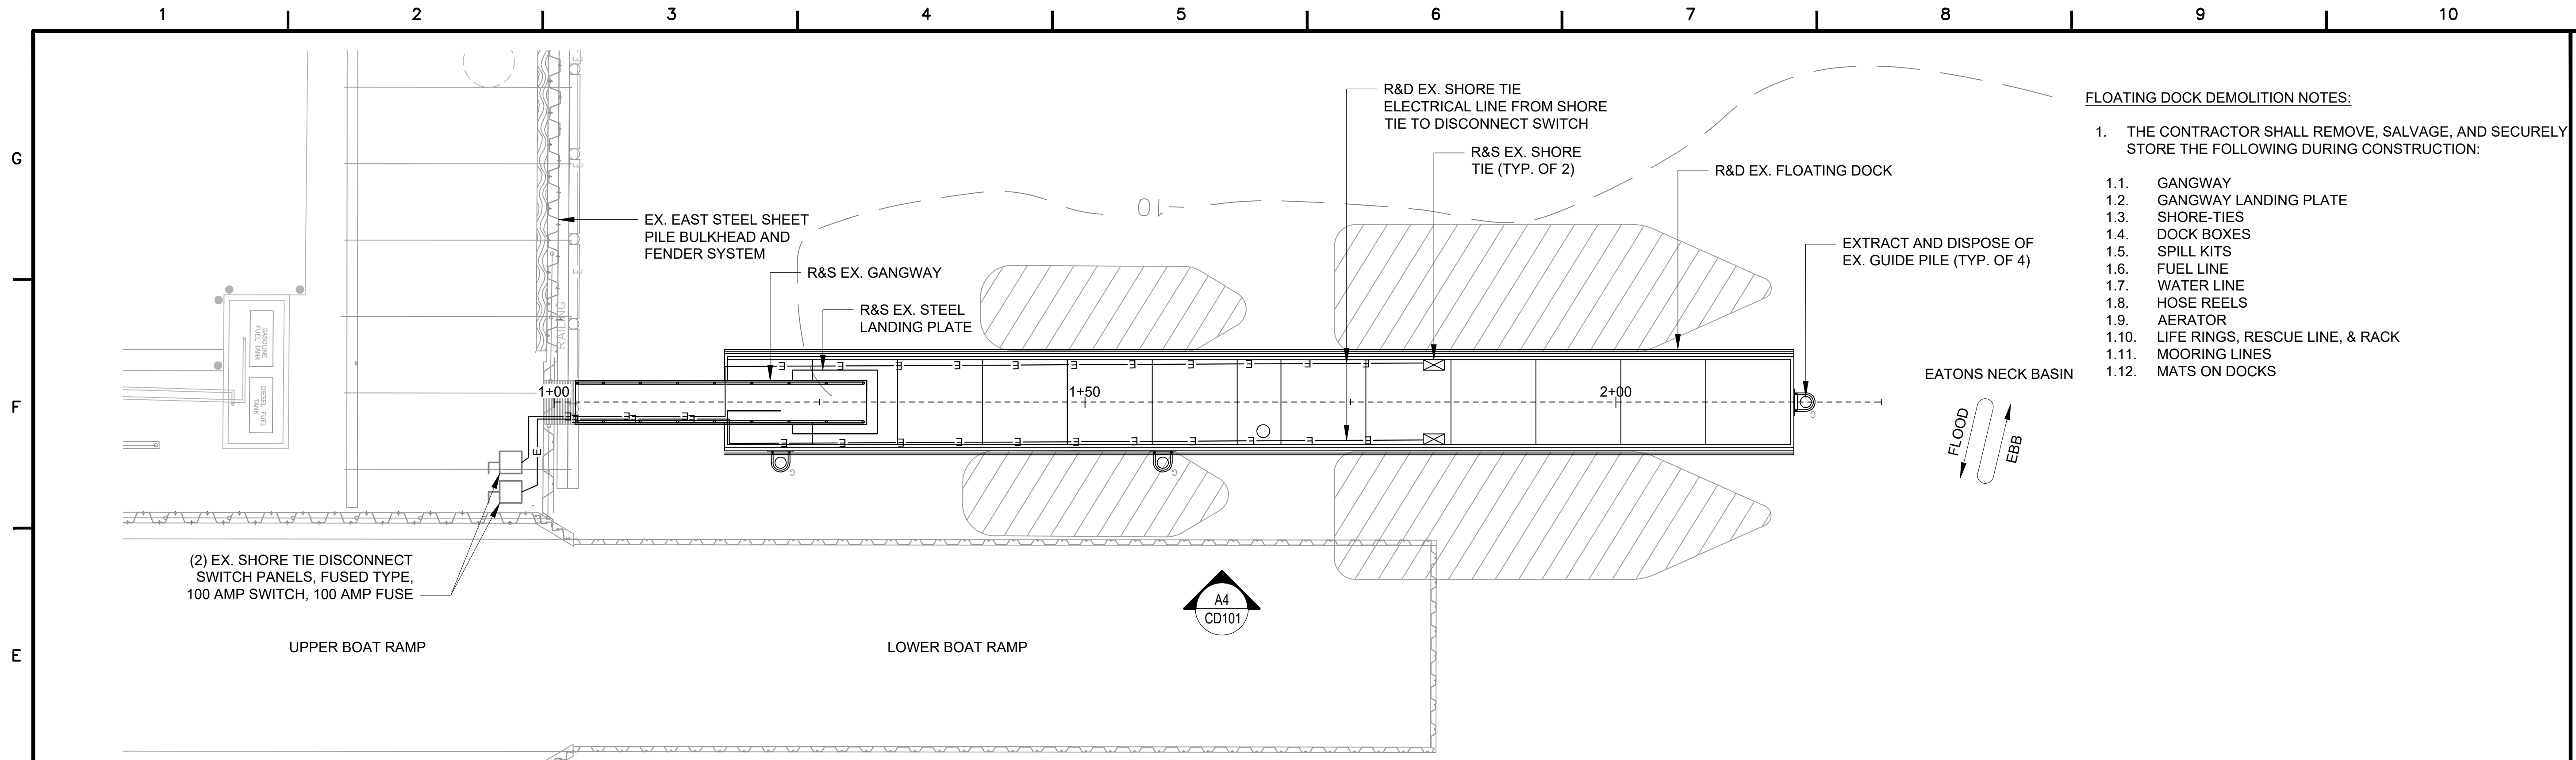 1 2 3 4 5 6 7 8 9 10
G
F
E
R&D EX. SHORE TIE
ELECTRICAL LINE FROM SHORE
TIE TO DISCONNECT SWITCH
R&S EX. SHORE
TIE (TYP. OF 2)
R&D EX. FLOATING DOCK
EX. EAST STEEL SHEET
PILE BULKHEAD AND
FENDER SYSTEM
R&S EX. GANGWAY
R&S EX. STEEL
LANDING PLATE
EXTRACT AND DISPOSE OF
EX. GUIDE PILE (TYP. OF 4)
10
RAILING
GASOLINE
FUEL TANK
DIESEL FUEL
TANK
1+00
1+50
2+00
E E E E E E E E E E E
E E E
E E E E E E E E E E E
E
E
E
E
G
G
G
(2) EX. SHORE TIE DISCONNECT
SWITCH PANELS, FUSED TYPE,
100 AMP SWITCH, 100 AMP FUSE
UPPER BOAT RAMP
LOWER BOAT RAMP
A4
CD101
EATONS NECK BASIN
FLOOD
EBB
FLOATING DOCK DEMOLITION NOTES:
1. THE CONTRACTOR SHALL REMOVE, SALVAGE, AND SECURELY
STORE THE FOLLOWING DURING CONSTRUCTION:
1.1. GANGWAY
1.2. GANGWAY LANDING PLATE
1.3. SHORE-TIES
1.4. DOCK BOXES
1.5. SPILL KITS
1.6. FUEL LINE
1.7. WATER LINE
1.8. HOSE REELS
1.9. AERATOR
1.10. LIFE RINGS, RESCUE LINE, & RACK
1.11. MOORING LINES
1.12. MATS ON DOCKS